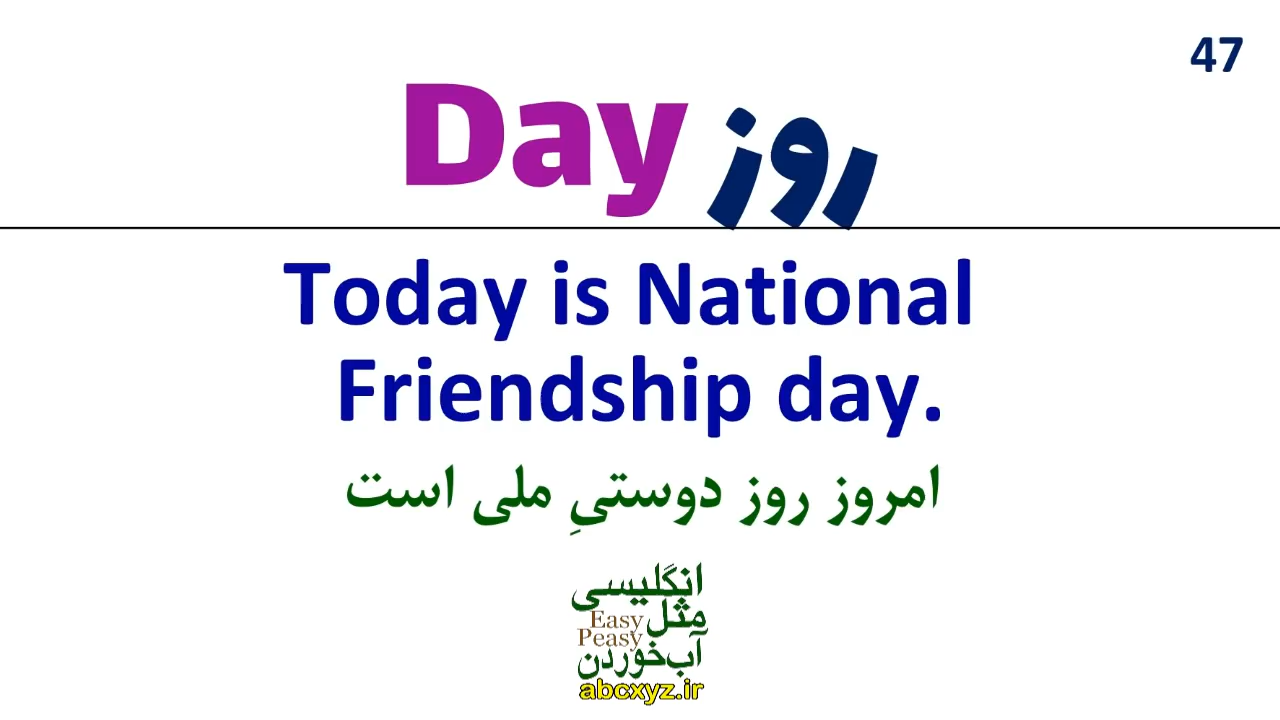 47
Day روز
Today is National
Friendship day.
امروز روز دوستیِ ملی است
انگلیسی
مثل Easy
Peasy
آب‌خوردن
abcxyz.ir